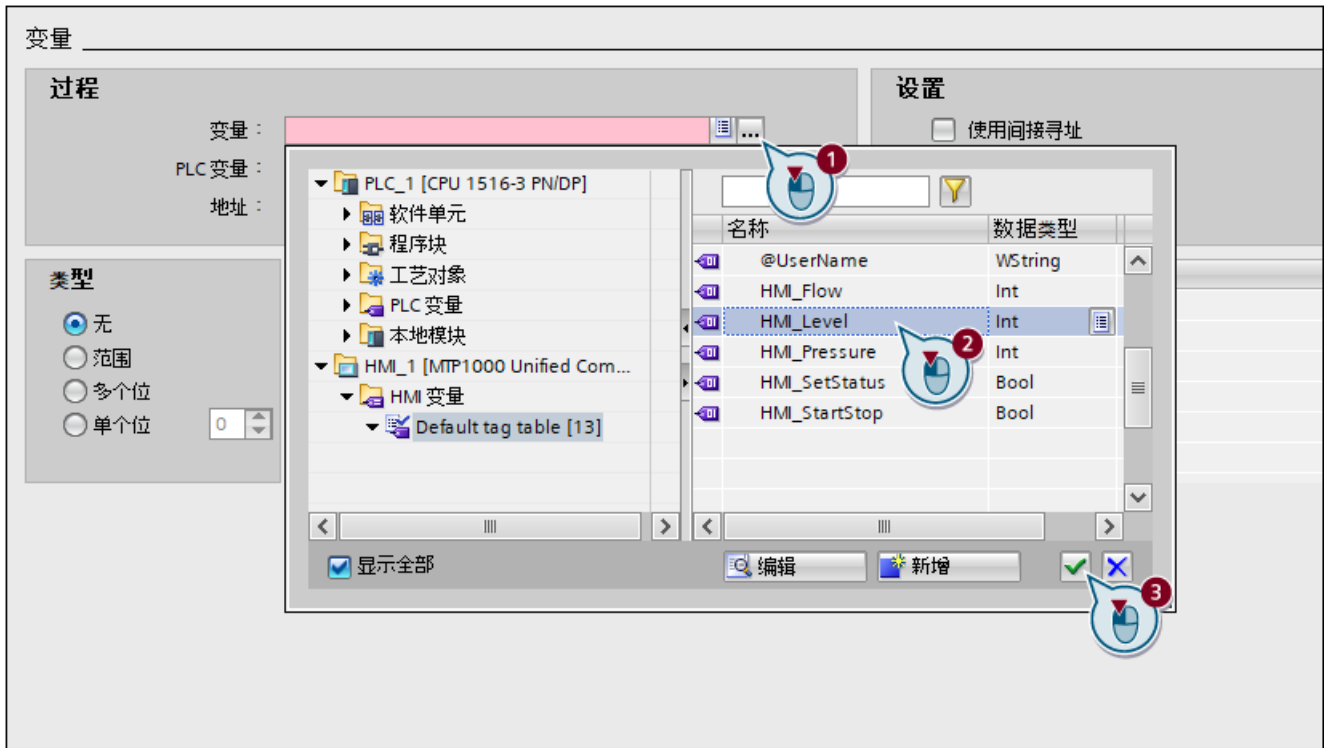 变量
过程
设置
变量：
...
使用间接寻址
PLC 变量：
地址：
1
PLC_1 [CPU 1516-3 PN/DP]
软件单元
程序块
工艺对象
PLC 变量
本地模块
HMI_1 [MTP1000 Unified Com...
HMI 变量
Default tag table [13]
名称 数据类型
@UserName WString
HMI_Flow Int
HMI_Level Int
HMI_Pressure Int
HMI_SetStatus Bool
HMI_StartStop Bool
2
类型
无
范围
多个位
单个位 0
显示全部
编辑
新增
3